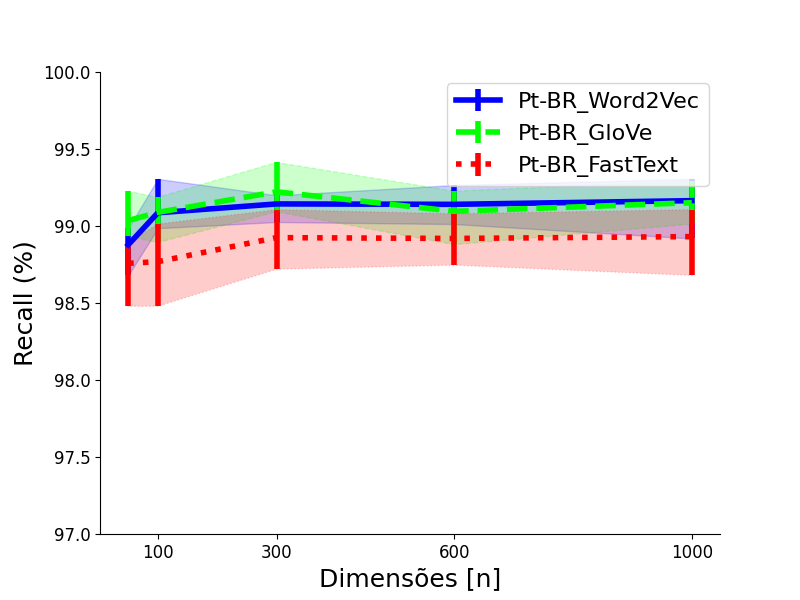 100.0
99.5
99.0
98.5
98.0
97.5
97.0
Recall (%)
Pt-BR_Word2Vec
Pt-BR_GloVe
Pt-BR_FastText
100 300 600 1000
Dimensões [n]